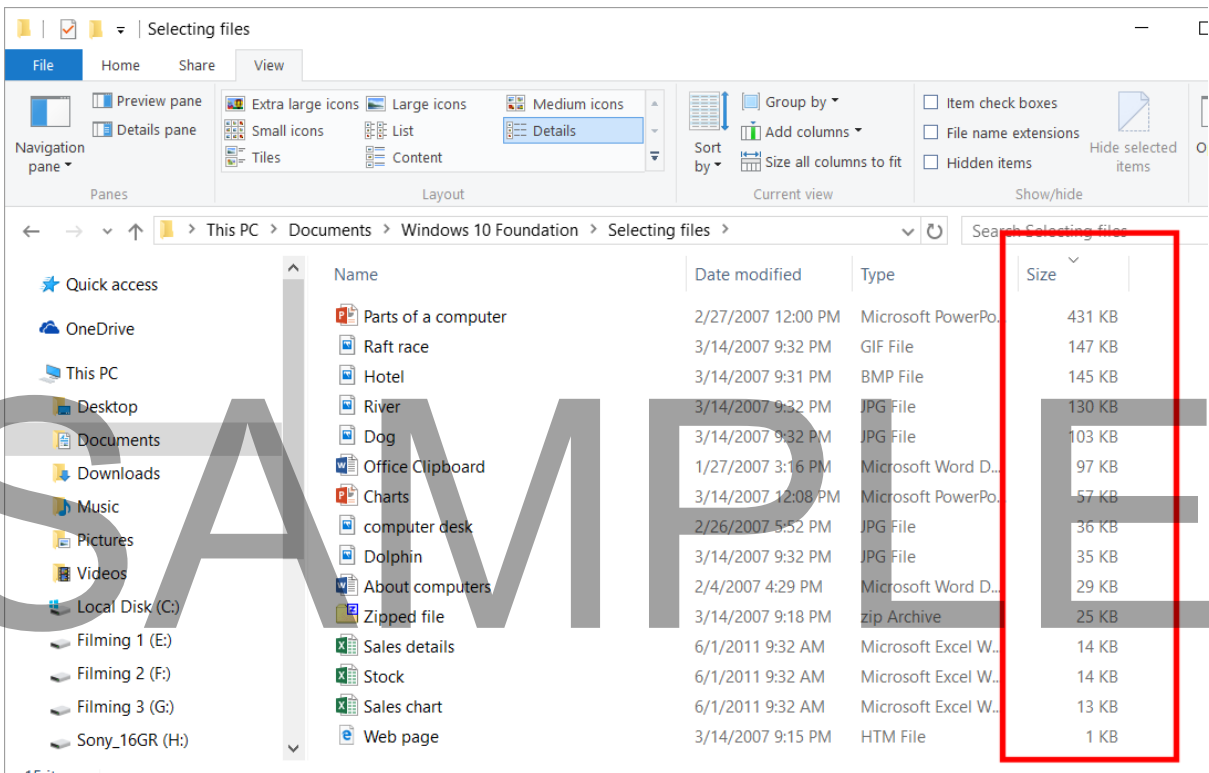 Selecting files
File Home Share View
Preview pane
Details pane
Navigation
pane
Panes
Extra large icons Large icons Medium icons
Small icons List Details
Tiles Content
Layout
Sort
by
Group by
Add columns
Size all columns to fit
Current view
Item check boxes
File name extensions
Hidden items
Hide selected
items
Show/hide
This PC > Documents > Windows 10 Foundation > Selecting files >
Search Selecting files
Quick access
OneDrive
This PC
Desktop
Documents
Downloads
Music
Pictures
Videos
Local Disk (C:)
Filming 1 (E:)
Filming 2 (F:)
Filming 3 (G:)
Sony_16GR (H:)
Name Date modified Type Size
Parts of a computer 2/27/2007 12:00 PM Microsoft PowerPo... 431 KB
Raft race 3/14/2007 9:32 PM GIF File 147 KB
Hotel 3/14/2007 9:31 PM BMP File 145 KB
River 3/14/2007 9:32 PM JPG File 130 KB
Dog 3/14/2007 9:32 PM JPG File 103 KB
Office Clipboard 1/27/2007 3:16 PM Microsoft Word D... 97 KB
Charts 3/14/2007 12:08 PM Microsoft PowerPo... 57 KB
computer desk 2/26/2007 5:52 PM JPG File 36 KB
Dolphin 3/14/2007 9:32 PM JPG File 35 KB
About computers 2/4/2007 4:29 PM Microsoft Word D... 29 KB
Zipped file 3/14/2007 9:18 PM zip Archive 25 KB
Sales details 6/1/2011 9:32 AM Microsoft Excel W... 14 KB
Stock 6/1/2011 9:32 AM Microsoft Excel W... 14 KB
Sales chart 6/1/2011 9:32 AM Microsoft Excel W... 13 KB
Web page 3/14/2007 9:15 PM HTM File 1 KB
SAMPLE